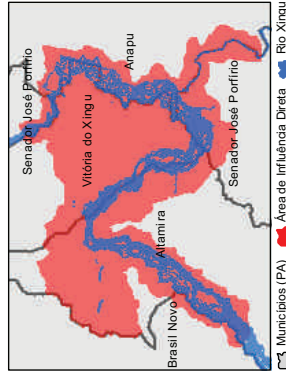 Senador José Porfírio
Anapu
Vitória do Xingu
Senador José Porfírio
Altamira
Brasil Novo
Municípios (PA)
Área de Influência Direta
Rio Xingu